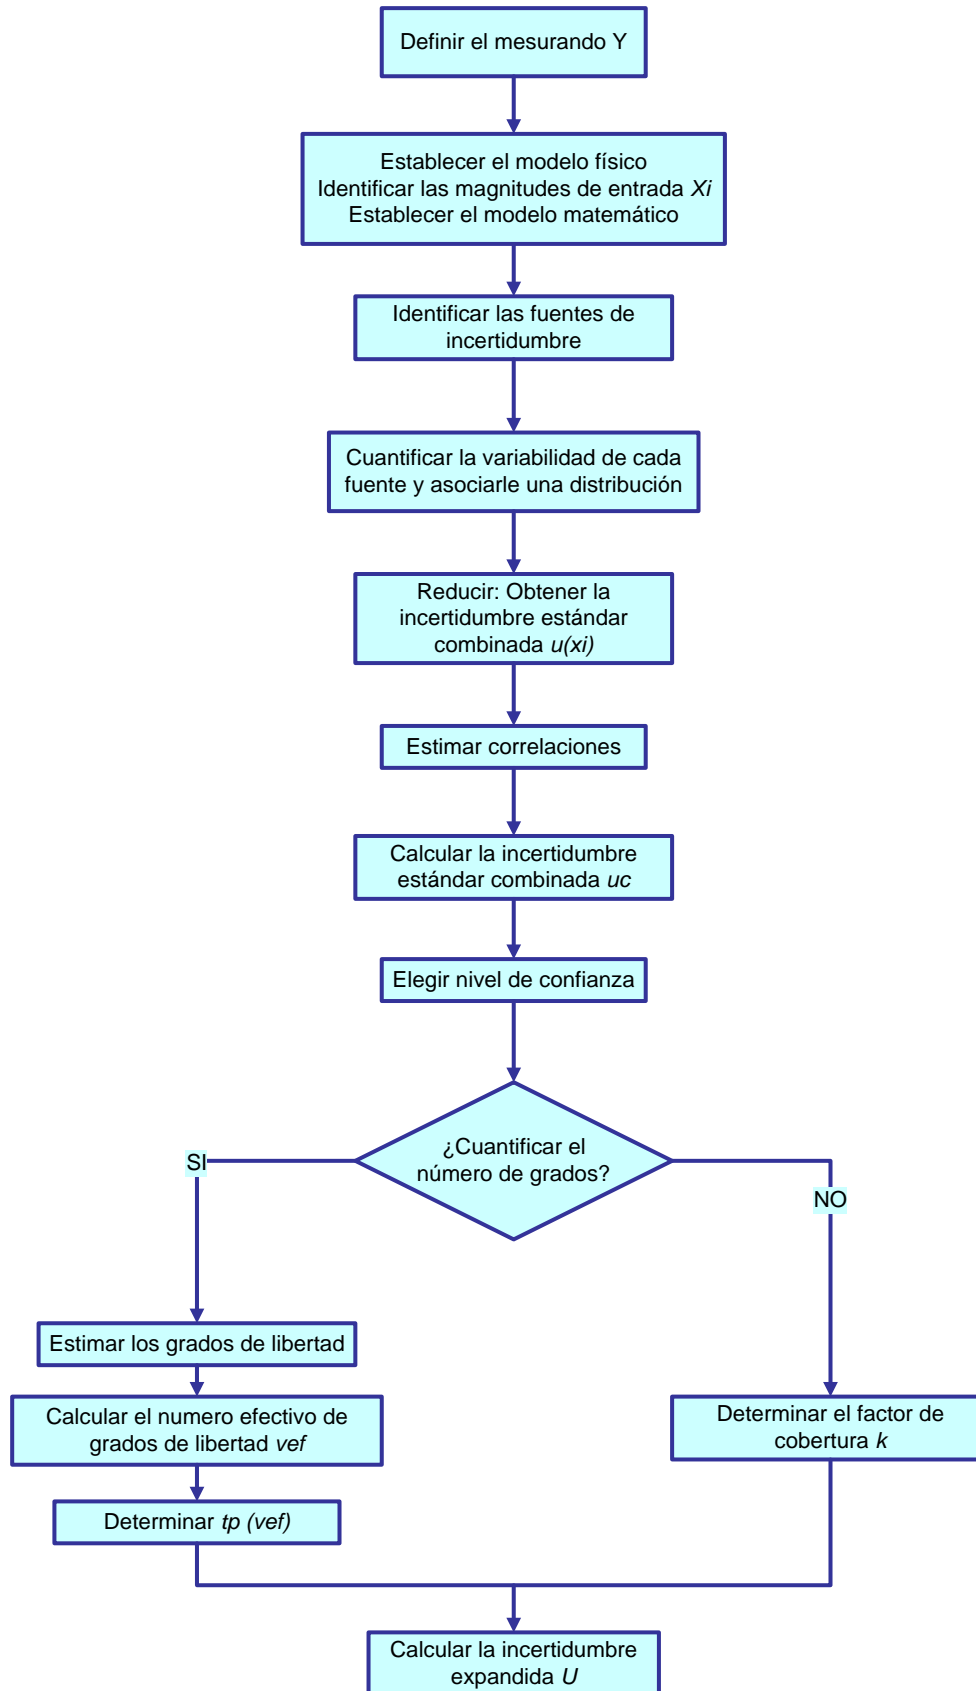 Definir el mesurando Y
Establecer el modelo físico
Identificar las magnitudes de entrada Xi
Establecer el modelo matemático
Identificar las fuentes de
incertidumbre
Cuantificar la variabilidad de cada
fuente y asociarle una distribución
Reducir: Obtener la
incertidumbre estándar
combinada u(xi)
Estimar correlaciones
Calcular la incertidumbre
estándar combinada uc
Elegir nivel de confianza
¿Cuantificar el
número de grados?
SI
NO
Estimar los grados de libertad
Calcular el numero efectivo de
grados de libertad vef
Determinar el factor de
cobertura k
Determinar tp (vef)
Calcular la incertidumbre
expandida U